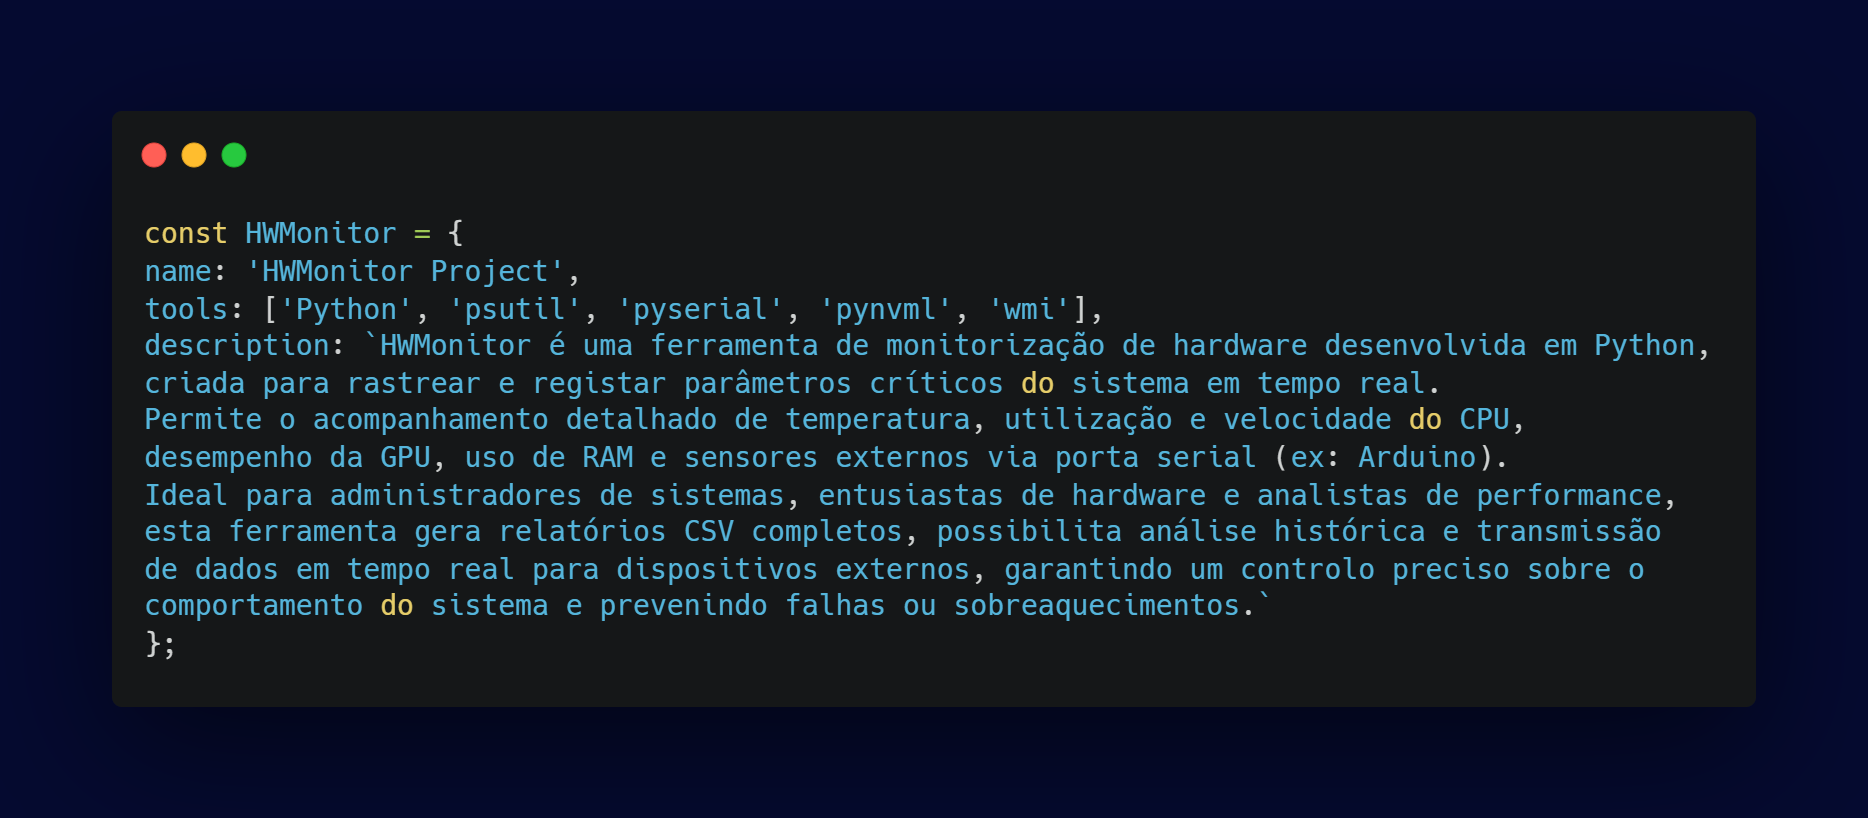 const HWMonitor = {
name: 'HWMonitor Project',
tools: ['Python', 'psutil', 'pyserial', 'pynvml', 'wmi'],
description: `HWMonitor é uma ferramenta de monitorização de hardware desenvolvida em Python,
criada para rastrear e registar parâmetros críticos do sistema em tempo real.
Permite o acompanhamento detalhado de temperatura, utilização e velocidade do CPU,
desempenho da GPU, uso de RAM e sensores externos via porta serial (ex: Arduino).
Ideal para administradores de sistemas, entusiastas de hardware e analistas de performance,
esta ferramenta gera relatórios CSV completos, possibilita análise histórica e transmissão
de dados em tempo real para dispositivos externos, garantindo um controlo preciso sobre o
comportamento do sistema e prevenindo falhas ou sobreaquecimentos.`
};